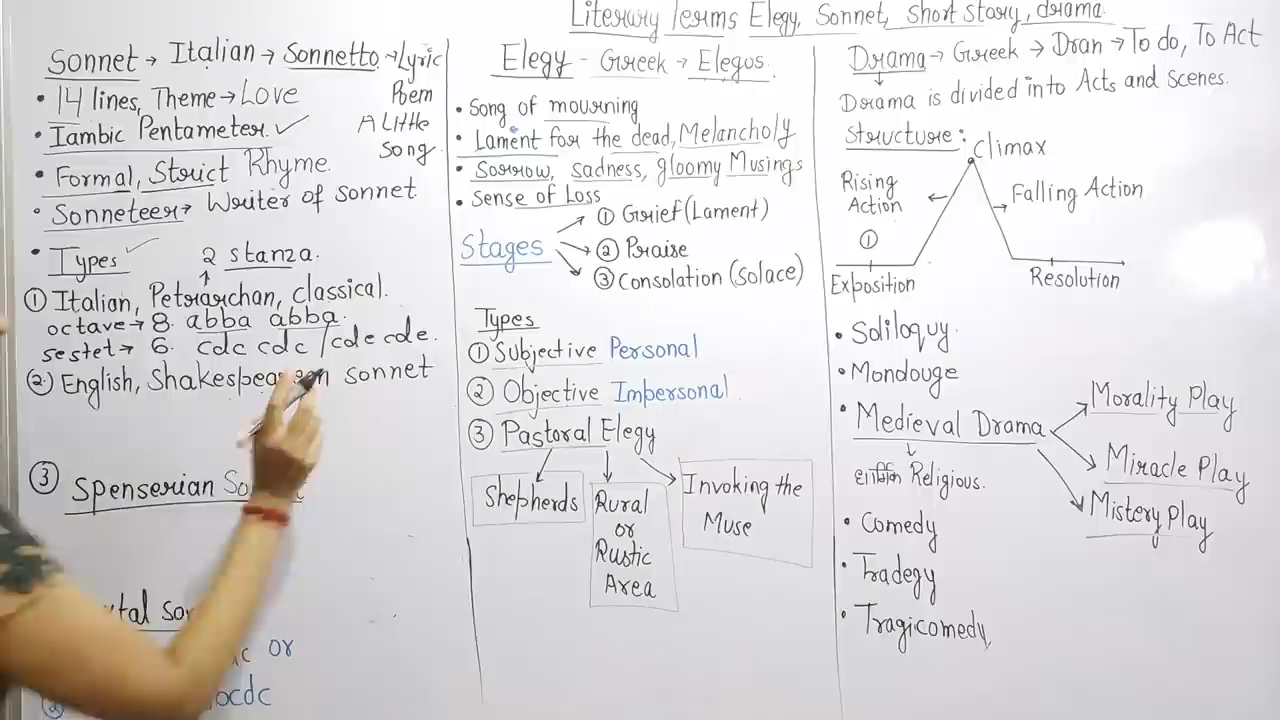 Literary Terms Elegy, Sonnet, short story, drama.
Sonnet → Italian → Sonnetto → Lyric
Poem
A Little
Song.
• 14 lines, Theme → Love
• Iambic Pentameter. ✓
• Formal, Strict Rhyme.
• Sonneteer → Writer of sonnet
• Types ✓
2 stanza.
① Italian, Petrarchan, classical.
octave → 8. abba abba.
sestet → 6. cdc cdc / cde cde.
② English, Shakespearean sonnet
③ Spenserian
or
cdc
Elegy - Greek → Elegus.
• Song of mourning
• Lament for the dead, Melancholy
• Sorrow, sadness, gloomy Musings
• Sense of Loss
Stages
① Grief (Lament)
② Praise
③ Consolation (Solace)
Types
① Subjective Personal
② Objective Impersonal
③ Pastoral Elegy
Shepherds
Rural
or
Rustic
Area
Invoking the
Muse
Drama → Greek → Dran → To do, To Act
Drama is divided into Acts and Scenes.
Structure:
Climax
Rising
Action
①
Falling Action
Exposition
Resolution
• Soliloquy.
• Mondouge
• Medieval Drama
धार्मिक Religious.
Morality Play
Miracle Play
Mistery Play
• Comedy
• Tradegy
• Tragicomedy,